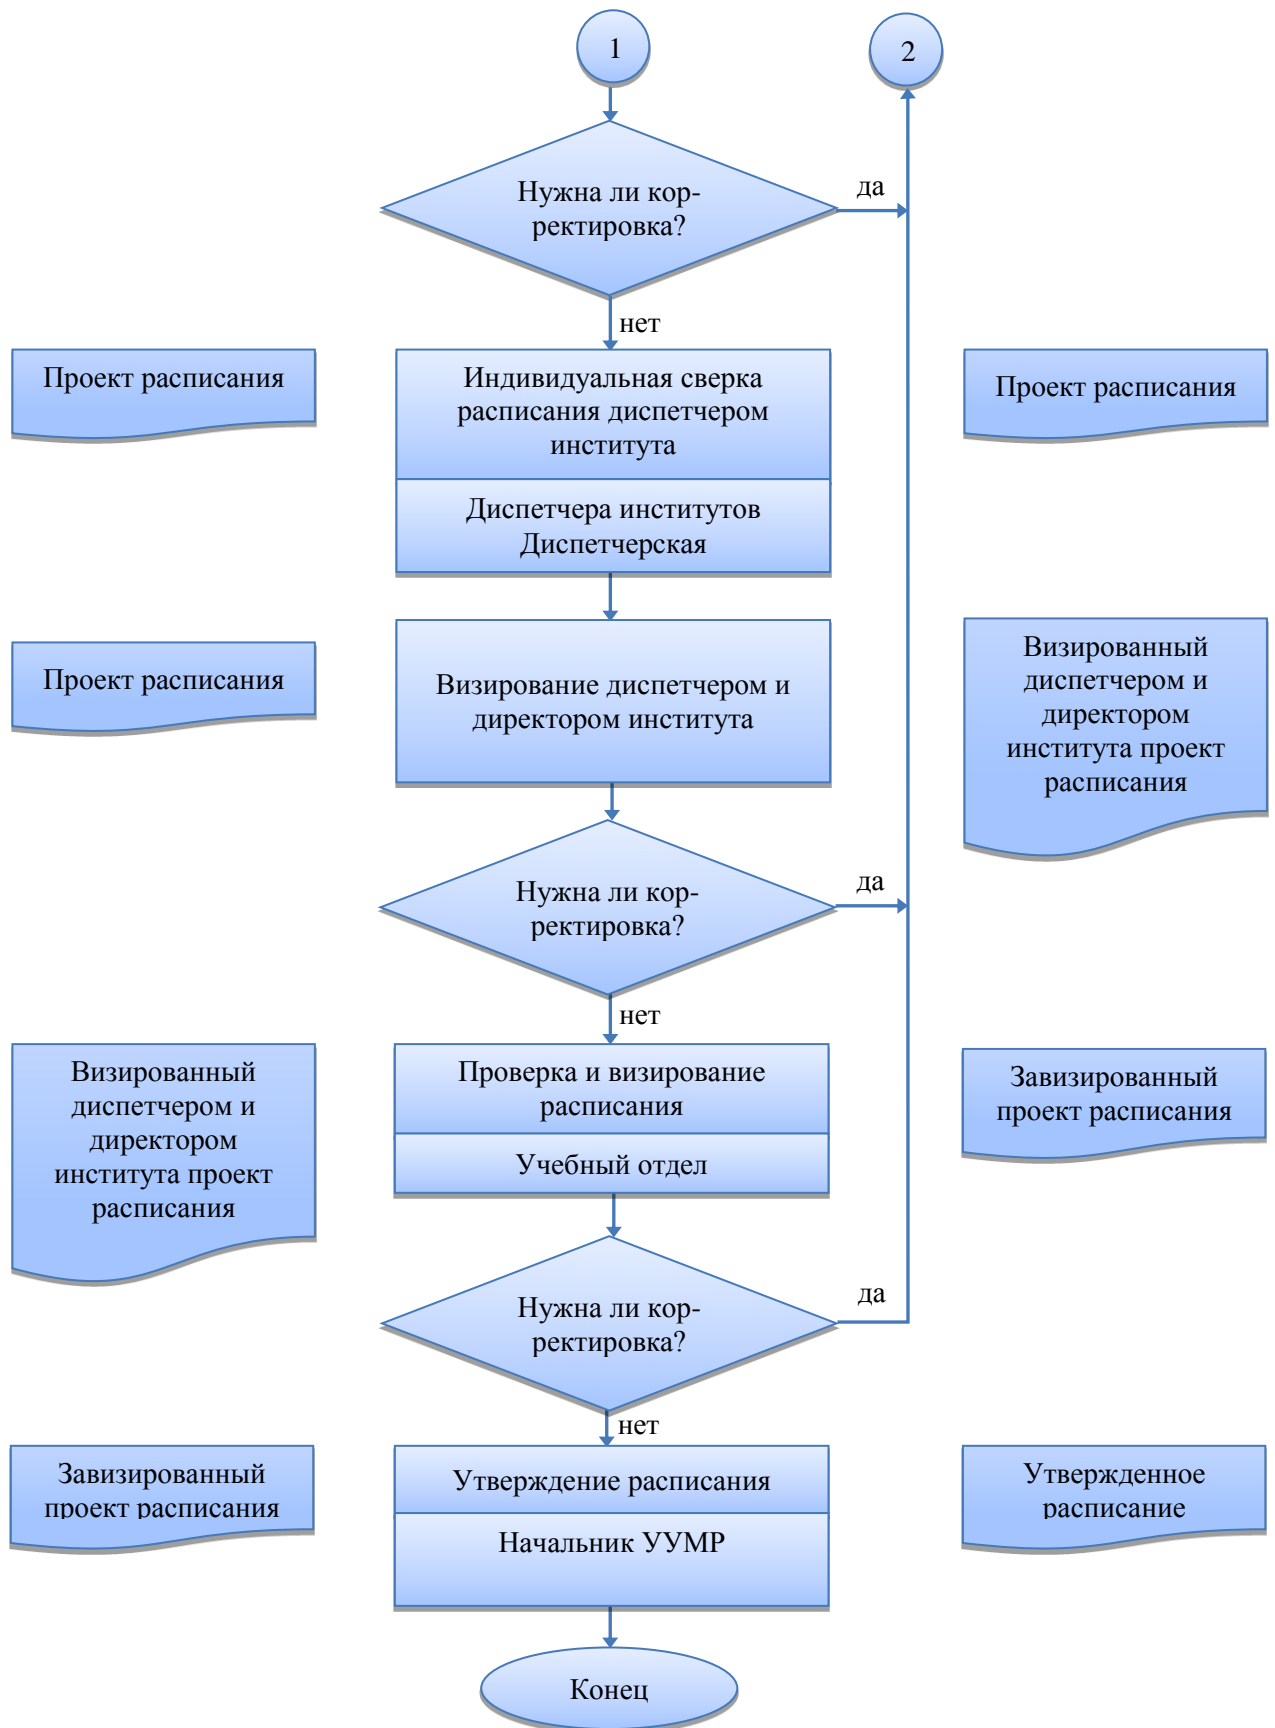 1
2
Нужна ли кор-
ректировка?
да
нет
Проект расписания
Индивидуальная сверка
расписания диспетчером
института
Диспетчера институтов
Диспетчерская
Проект расписания
Проект расписания
Визирование диспетчером и
директором института
Визированный
диспетчером и
директором
института проект
расписания
Нужна ли кор-
ректировка?
да
нет
Визированный
диспетчером и
директором
института проект
расписания
Проверка и визирование
расписания
Учебный отдел
Завизированный
проект расписания
Нужна ли кор-
ректировка?
да
нет
Завизированный
проект расписания
Утверждение расписания
Начальник УУМР
Утвержденное
расписание
Конец